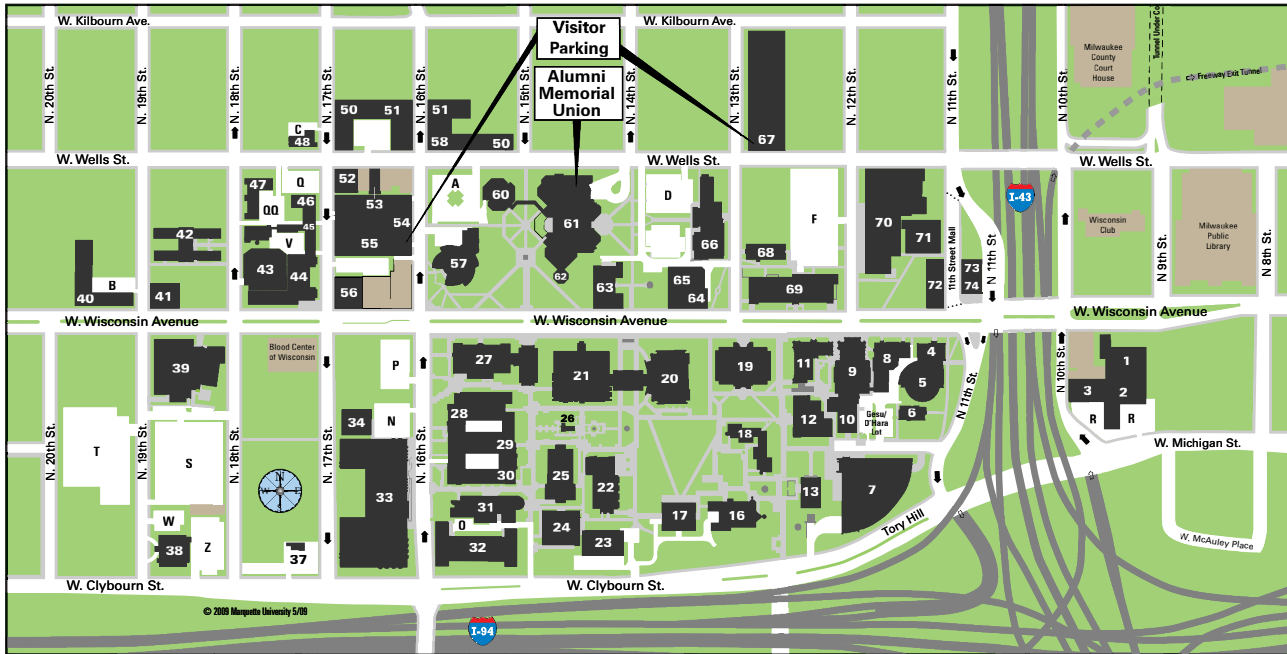 W. Kilbourn Ave.
W. Kilbourn Ave.
Visitor
Parking
Alumni
Memorial
Union
Milwaukee
County
Court
House
Tunnel Under Co
Freeway Exit Tunnel
N. 20th St.
N. 19th St.
N. 18th St.
N. 17th St.
N. 16th St.
N. 15th St.
N. 14th St.
N. 13th St.
N. 12th St.
N. 11th St.
N. 10th St.
50
51
51
C
48
58
50
67
W. Wells St.
W. Wells St.
W. Wells St.
47
Q
52
A
60
D
I-43
53
46
QQ
54
61
F
70
Wisconsin
Club
Milwaukee
Public
Library
42
45
V
55
57
66
68
71
11th Street Mall
N 11th St.
N 9th St.
N 8th St.
43
44
62
63
65
64
69
72
73
74
40
B
41
56
W. Wisconsin Avenue
W. Wisconsin Avenue
W. Wisconsin Avenue
39
Blood Center
of Wisconsin
P
27
21
20
19
11
9
8
4
5
N 11th St.
N 10th St.
1
2
3
R
R
28
26
12
10
6
Gesu/
O'Hara
Lot
34
N
29
30
18
W. Michigan St.
T
S
N
W
E
N. 20th St.
N. 19th St.
N. 18th St.
N. 17th St.
N. 16th St.
33
25
22
13
7
31
O
17
16
Tory Hill
W
38
Z
37
32
24
23
W. McAuley Place
W. Clybourn St.
W. Clybourn St.
© 2009 Marquette University 5/09
I-94